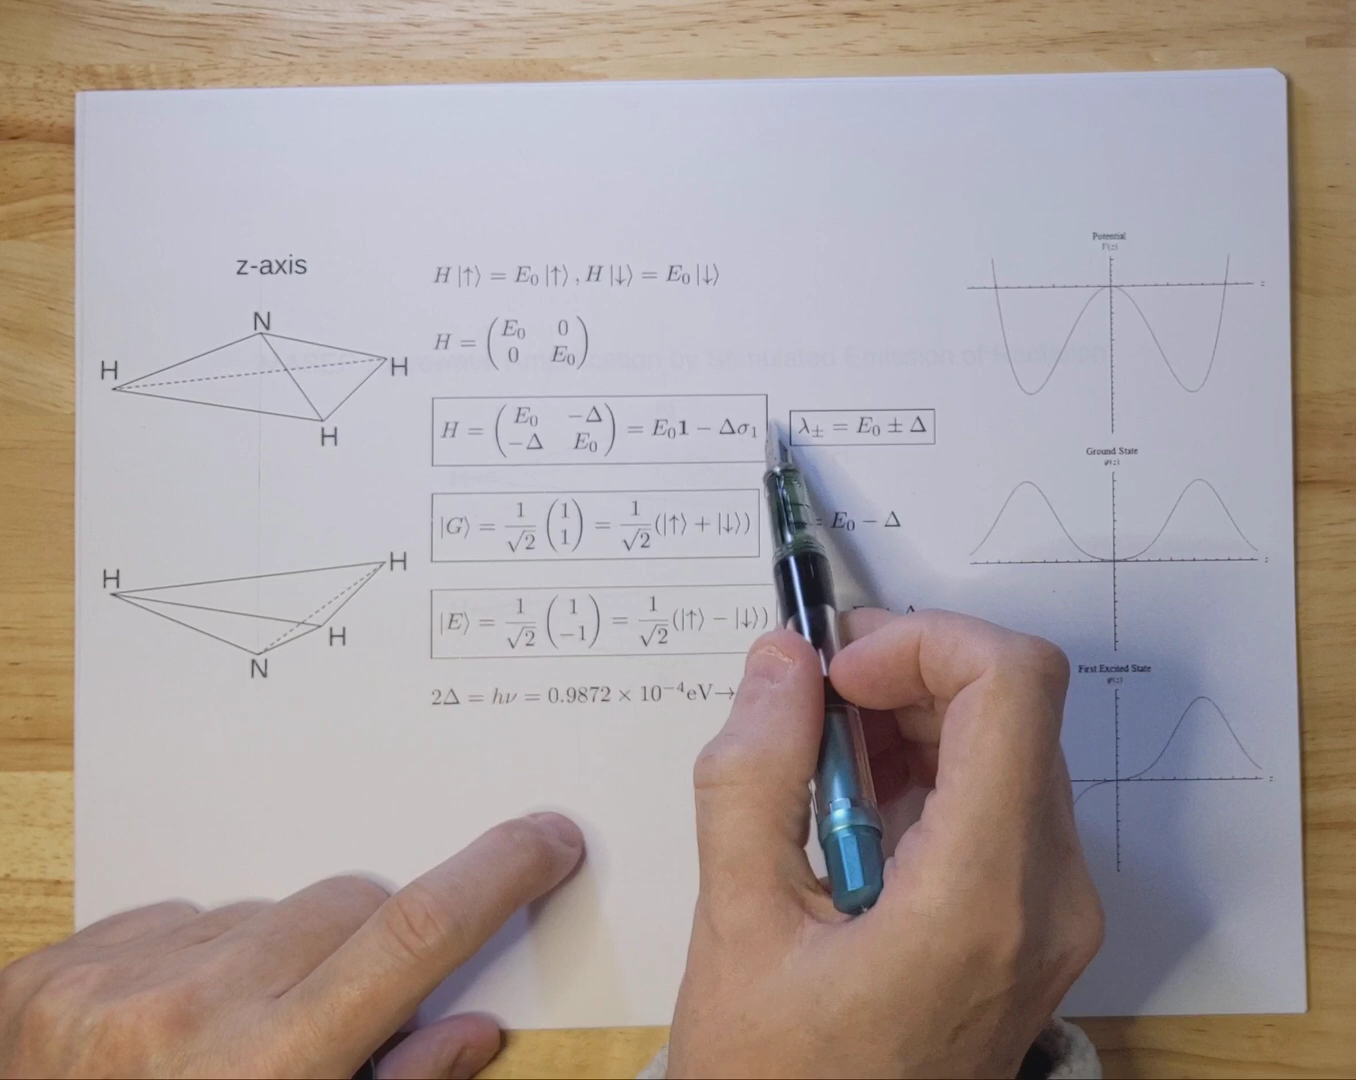 z-axis
N
H
H
H
H
H
H
N
H |↑⟩ = E₀ |↑⟩ , H |↓⟩ = E₀ |↓⟩
H = (E₀ 0
0 E₀)
H = (E₀ −Δ
−Δ E₀) = E₀𝟏 − Δσ₁
λ± = E₀ ± Δ
|G⟩ = 1/√2 (1
1) = 1/√2 (|↑⟩ + |↓⟩)
= E₀ − Δ
|E⟩ = 1/√2 (1
−1) = 1/√2 (|↑⟩ − |↓⟩)
2Δ = hν = 0.9872 × 10⁻⁴eV→
Potential
V(z)
z
Ground State
ψ(z)
z
First Excited State
ψ(z)
z